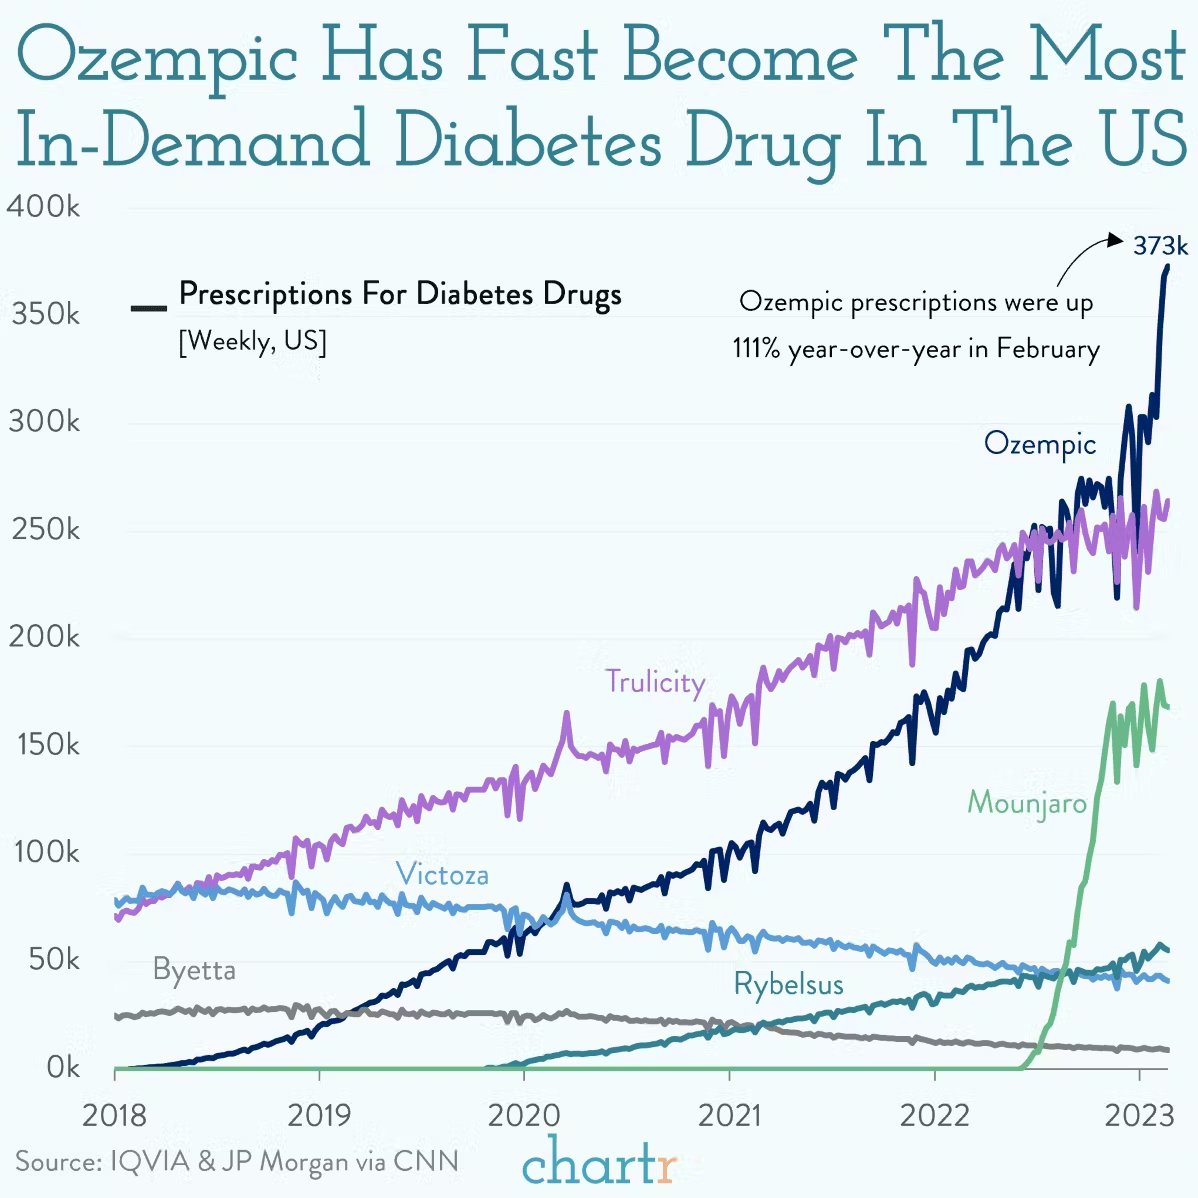 Ozempic Has Fast Become The Most
In-Demand Diabetes Drug In The US
400k
373k
Prescriptions For Diabetes Drugs
Ozempic prescriptions were up
350k
[Weekly, US]
111% year-over-year in February
300k
Ozempic
250k
200k
Trulicity
150k
Mounjaro
100k
Victoza
50k
Byetta
Rybelsus
0k
2018 2019 2020 2021 2022 2023
Source: IQVIA & JP Morgan via CNN
chartr